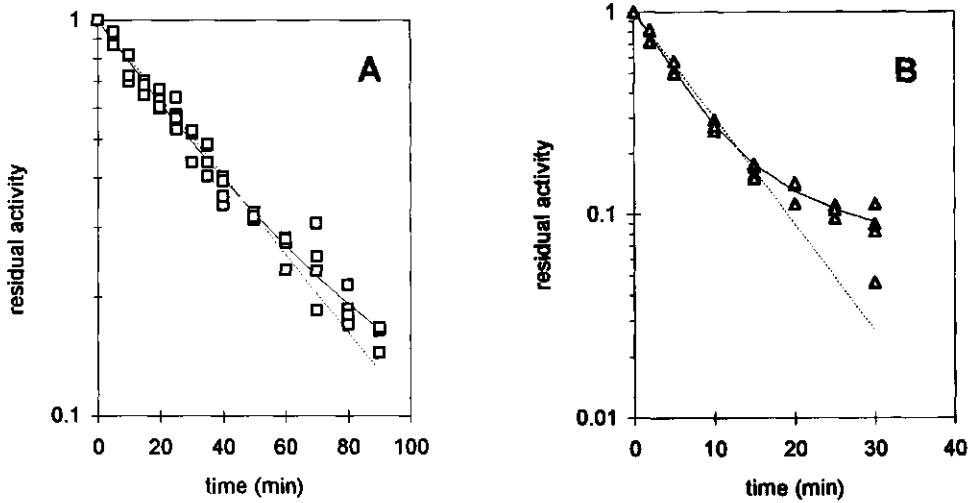 1
A
residual activity
0.1
0 20 40 60 80 100
time (min)
1
B
residual activity
0.1
0.01
0 10 20 30 40
time (min)